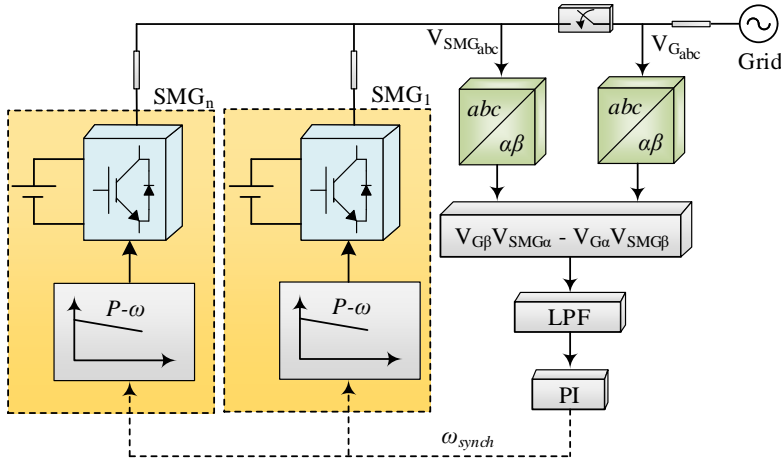 V_SMG_abc
V_G_abc
Grid
SMG_n
SMG_1
abc
αβ
abc
αβ
V_Gβ V_SMGα - V_Gα V_SMGβ
P-ω
P-ω
LPF
PI
ω_synch